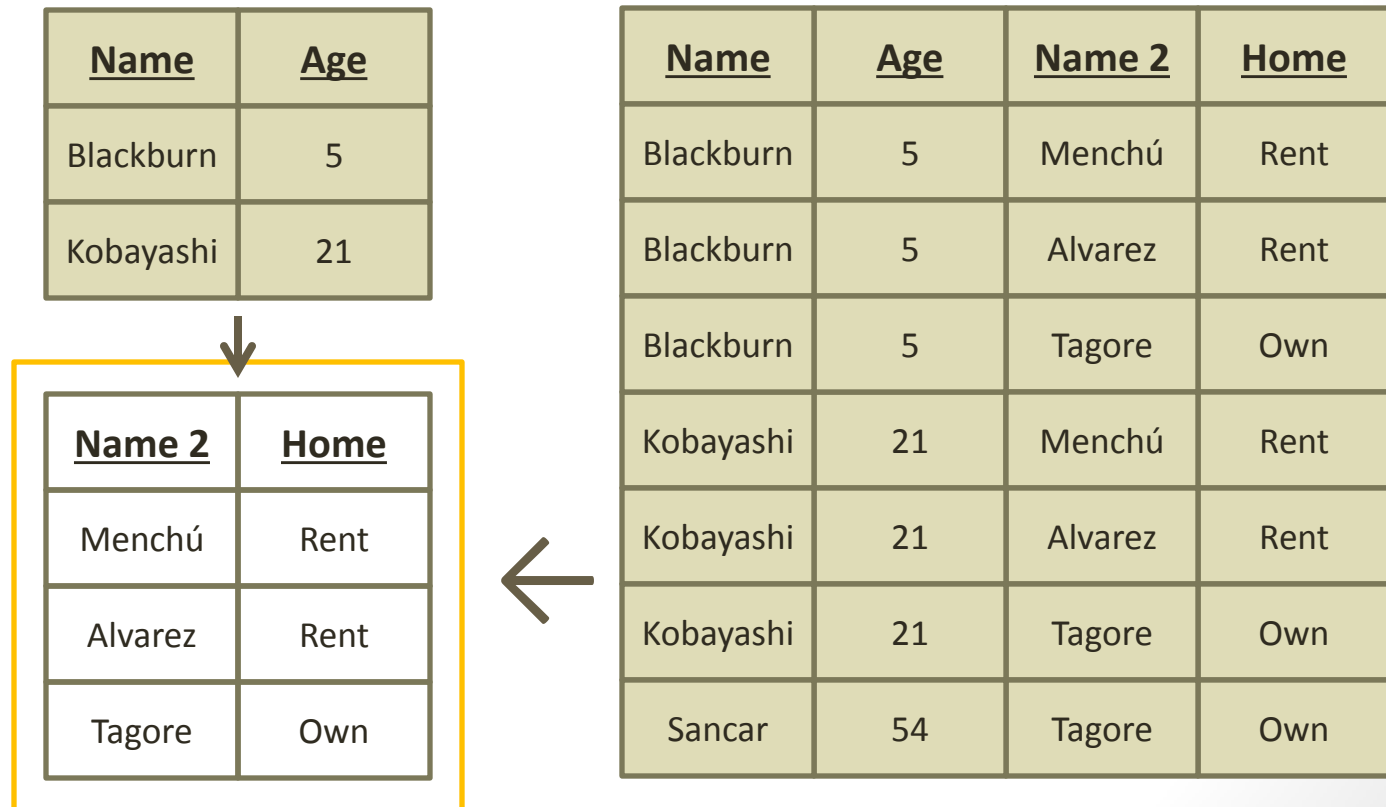 Name Age
Blackburn 5
Kobayashi 21
Name 2 Home
Menchú Rent
Alvarez Rent
Tagore Own
Name Age Name 2 Home
Blackburn 5 Menchú Rent
Blackburn 5 Alvarez Rent
Blackburn 5 Tagore Own
Kobayashi 21 Menchú Rent
Kobayashi 21 Alvarez Rent
Kobayashi 21 Tagore Own
Sancar 54 Tagore Own